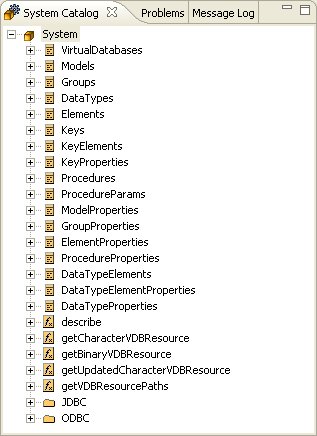 System Catalog Problems Message Log
System
VirtualDatabases
Models
Groups
DataTypes
Elements
Keys
KeyElements
KeyProperties
Procedures
ProcedureParams
ModelProperties
GroupProperties
ElementProperties
ProcedureProperties
DataTypeElements
DataTypeElementProperties
DataTypeProperties
describe
getCharacterVDBResource
getBinaryVDBResource
getUpdatedCharacterVDBResource
getVDBResourcePaths
JDBC
ODBC